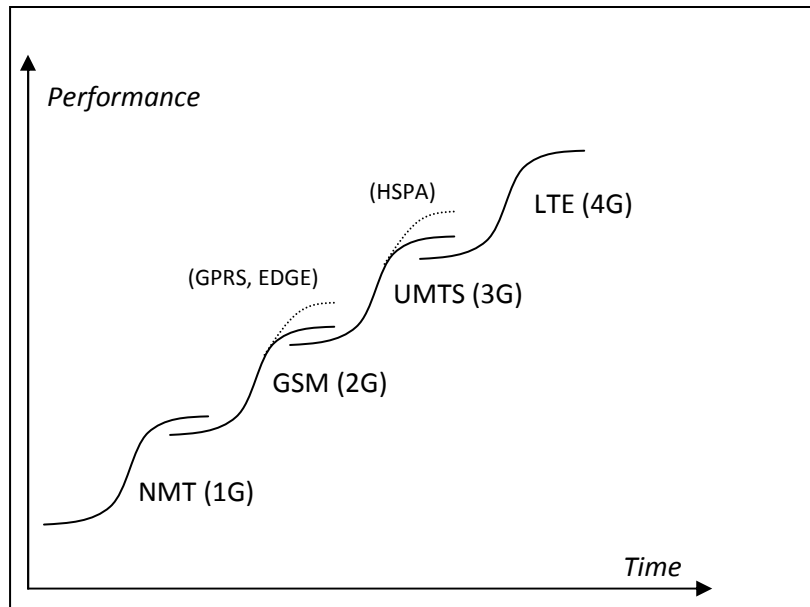 Performance
(HSPA)
LTE (4G)
(GPRS, EDGE)
UMTS (3G)
GSM (2G)
NMT (1G)
Time